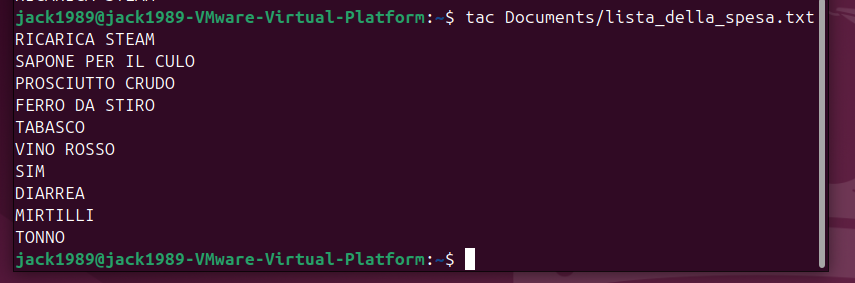 jack1989@jack1989-VMware-Virtual-Platform:~$ tac Documents/lista_della_spesa.txt
RICARICA STEAM
SAPONE PER IL CULO
PROSCIUTTO CRUDO
FERRO DA STIRO
TABASCO
VINO ROSSO
SIM
DIARREA
MIRTILLI
TONNO
jack1989@jack1989-VMware-Virtual-Platform:~$